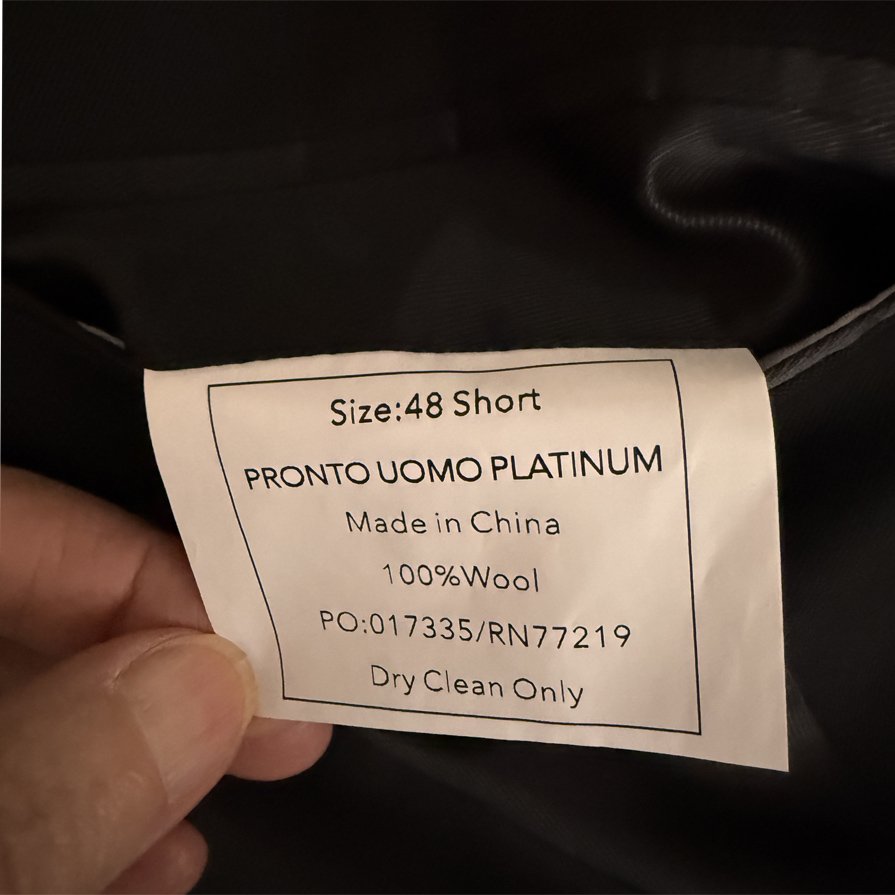 Size:48 Short
PRONTO UOMO PLATINUM
Made in China
100%Wool
PO:017335/RN77219
Dry Clean Only